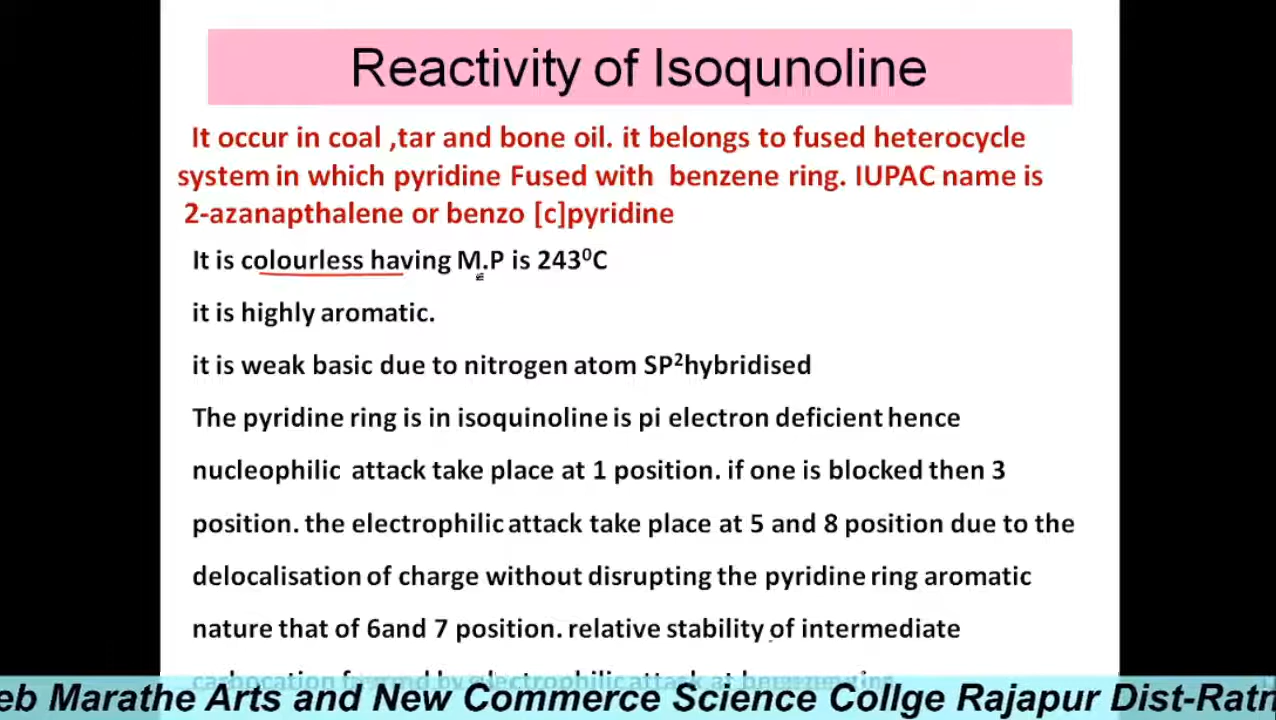 Reactivity of Isoqunoline
It occur in coal ,tar and bone oil. it belongs to fused heterocycle
system in which pyridine Fused with benzene ring. IUPAC name is
2-azanapthalene or benzo [c]pyridine
It is colourless having M.P is 243⁰C
it is highly aromatic.
it is weak basic due to nitrogen atom SP²hybridised
The pyridine ring is in isoquinoline is pi electron deficient hence
nucleophilic attack take place at 1 position. if one is blocked then 3
position. the electrophilic attack take place at 5 and 8 position due to the
delocalisation of charge without disrupting the pyridine ring aromatic
nature that of 6and 7 position. relative stability of intermediate
carbocation formed by electrophilic attack at
eb Marathe Arts and New Commerce Science Collge Rajapur Dist-Ratn